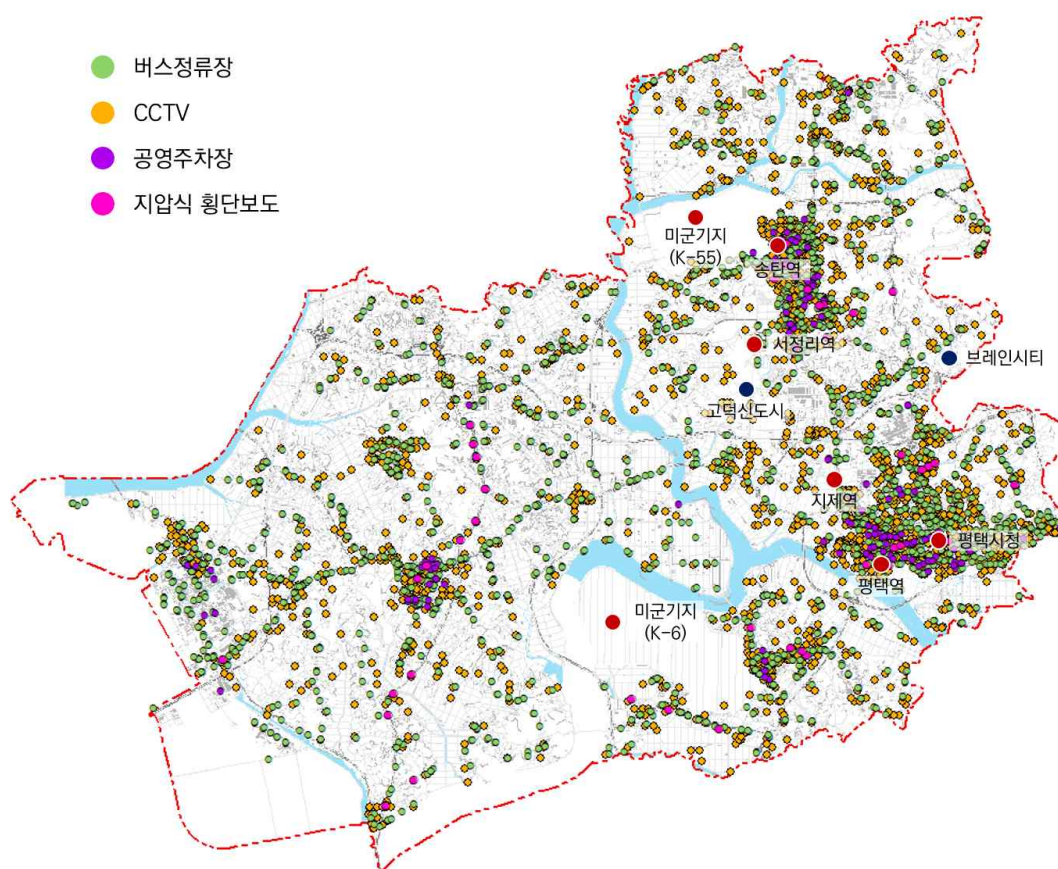 버스정류장
CCTV
공영주차장
지압식 횡단보도
미군기지
(K-55)
송탄역
서정리역
브레인시티
고덕신도시
지제역
평택시청
평택역
미군기지
(K-6)